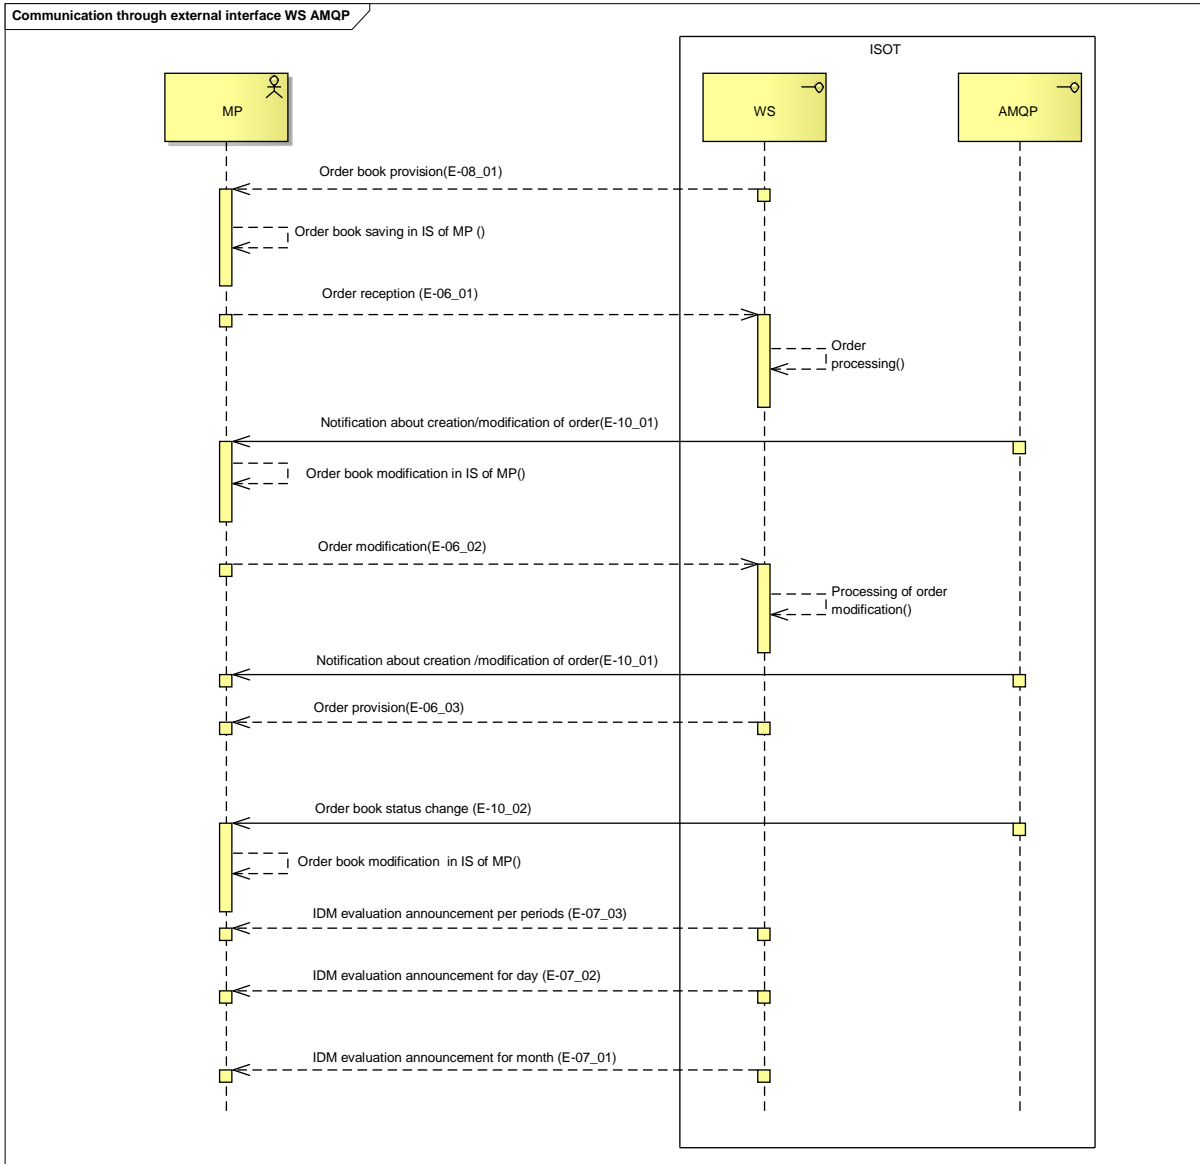 Communication through external interface WS AMQP
ISOT
MP
WS
AMQP
Order book provision(E-08_01)
Order book saving in IS of MP ()
Order reception (E-06_01)
Order
processing()
Notification about creation/modification of order(E-10_01)
Order book modification in IS of MP()
Order modification(E-06_02)
Processing of order
modification()
Notification about creation /modification of order(E-10_01)
Order provision(E-06_03)
Order book status change (E-10_02)
Order book modification  in IS of MP()
IDM evaluation announcement per periods (E-07_03)
IDM evaluation announcement for day (E-07_02)
IDM evaluation announcement for month (E-07_01)